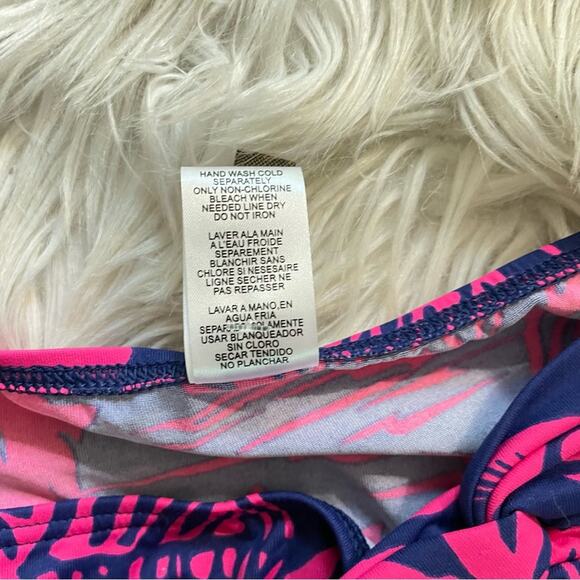 HAND WASH COLD
SEPARATELY
ONLY NON-CHLORINE
BLEACH WHEN
NEEDED LINE DRY
DO NOT IRON
LAVER ALA MAIN
A L'EAU FROIDE
SEPAREMENT
BLANCHIR SANS
CHLORE SI NESESAIRE
LIGNE SECHER NE
PAS REPASSER
LAVAR A MANO,EN
AGUA FRIA
SEPARADAMENTE SOLAMENTE
USAR BLANQUEADOR
SIN CLORO
SECAR TENDIDO
NO PLANCHAR